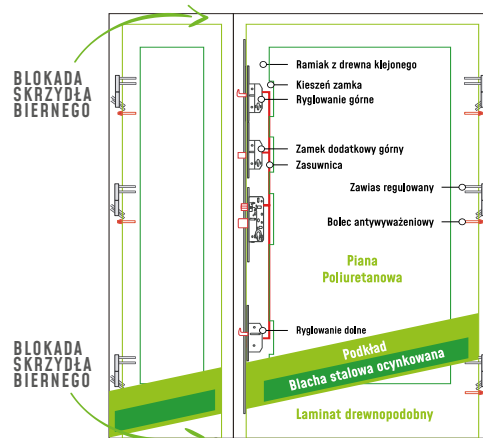 BLOKADA
SKRZYDŁA
BIERNEGO
Ramiak z drewna klejonego
Kieszeń zamka
Ryglowanie górne
Zamek dodatkowy górny
Zasuwnica
Zawias regulowany
Bolec antywyważeniowy
Piana
Poliuretanowa
Ryglowanie dolne
BLOKADA
SKRZYDŁA
BIERNEGO
Podkład
Blacha stalowa ocynkowana
Laminat drewnopodobny